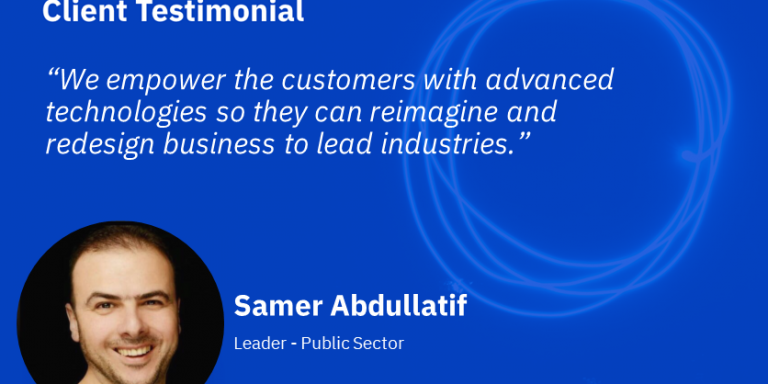 Client Testimonial
“We empower the customers with advanced
technologies so they can reimagine and
redesign business to lead industries.”
Samer Abdullatif
Leader - Public Sector